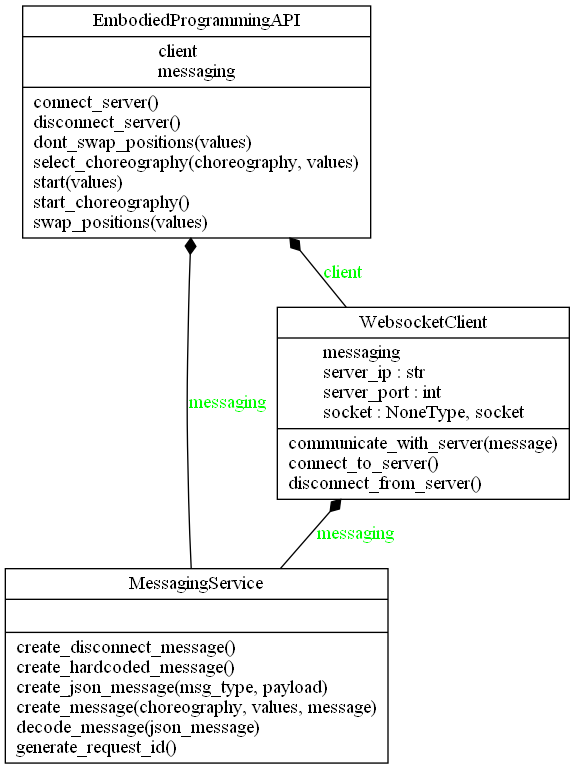 EmbodiedProgrammingAPI
client
messaging
connect_server()
disconnect_server()
dont_swap_positions(values)
select_choreography(choreography, values)
start(values)
start_choreography()
swap_positions(values)
client
WebsocketClient
messaging
server_ip : str
server_port : int
socket : NoneType, socket
communicate_with_server(message)
connect_to_server()
disconnect_from_server()
messaging
messaging
MessagingService
create_disconnect_message()
create_hardcoded_message()
create_json_message(msg_type, payload)
create_message(choreography, values, message)
decode_message(json_message)
generate_request_id()